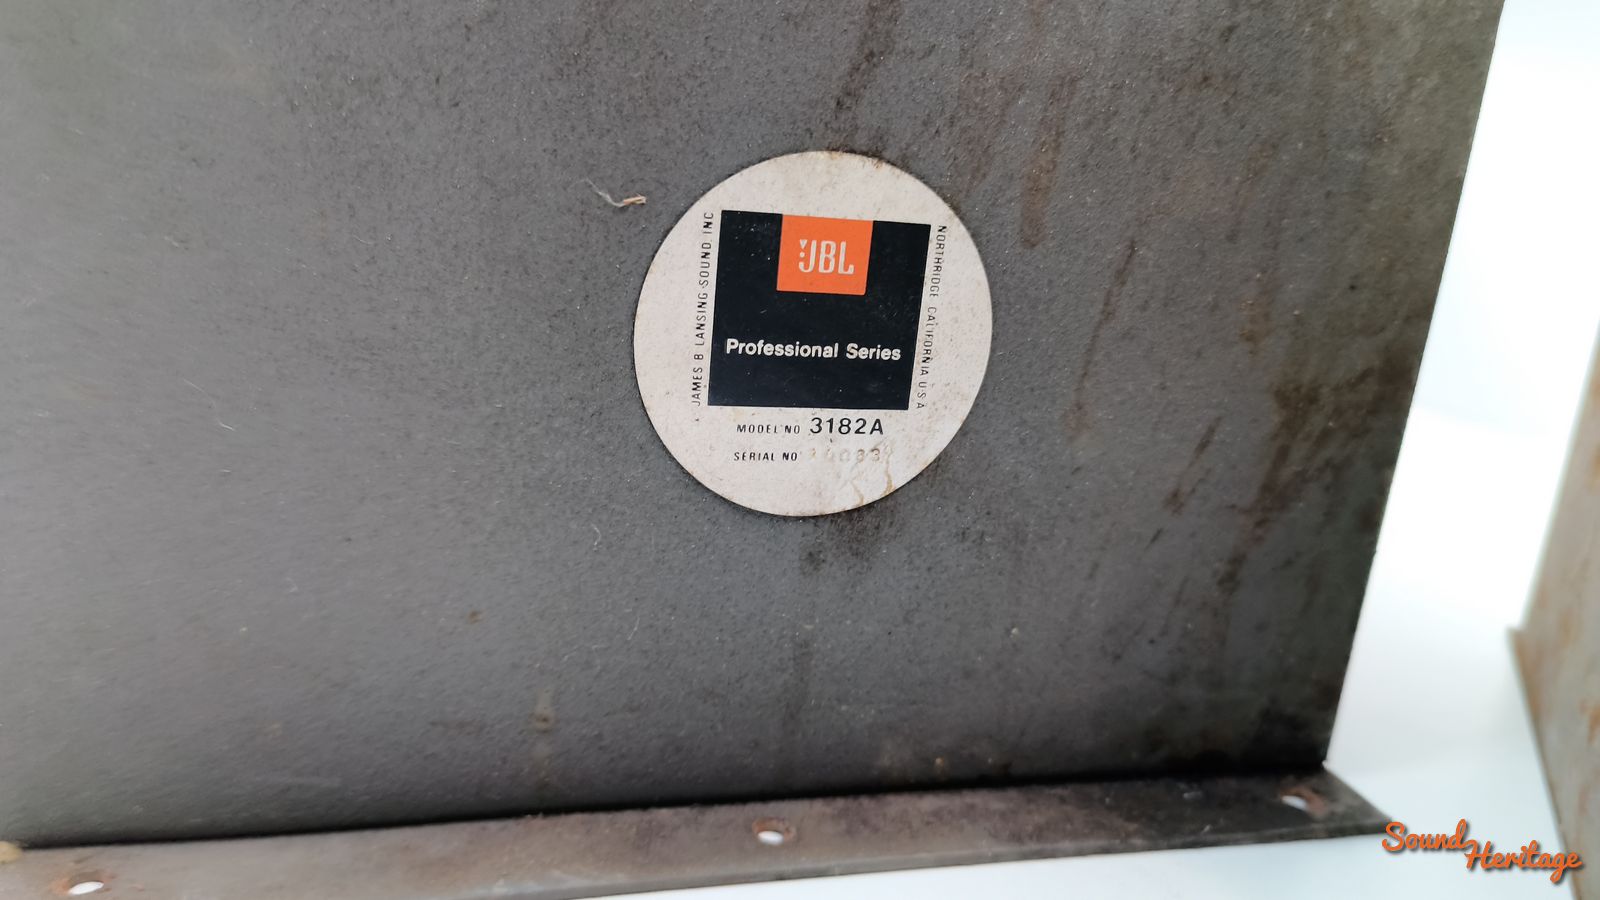 JBL
Professional Series
JAMES B LANSING SOUND INC
NORTHRIDGE CALIFORNIA U.S.A
MODEL NO 3182A
SERIAL NO
Sound
Heritage